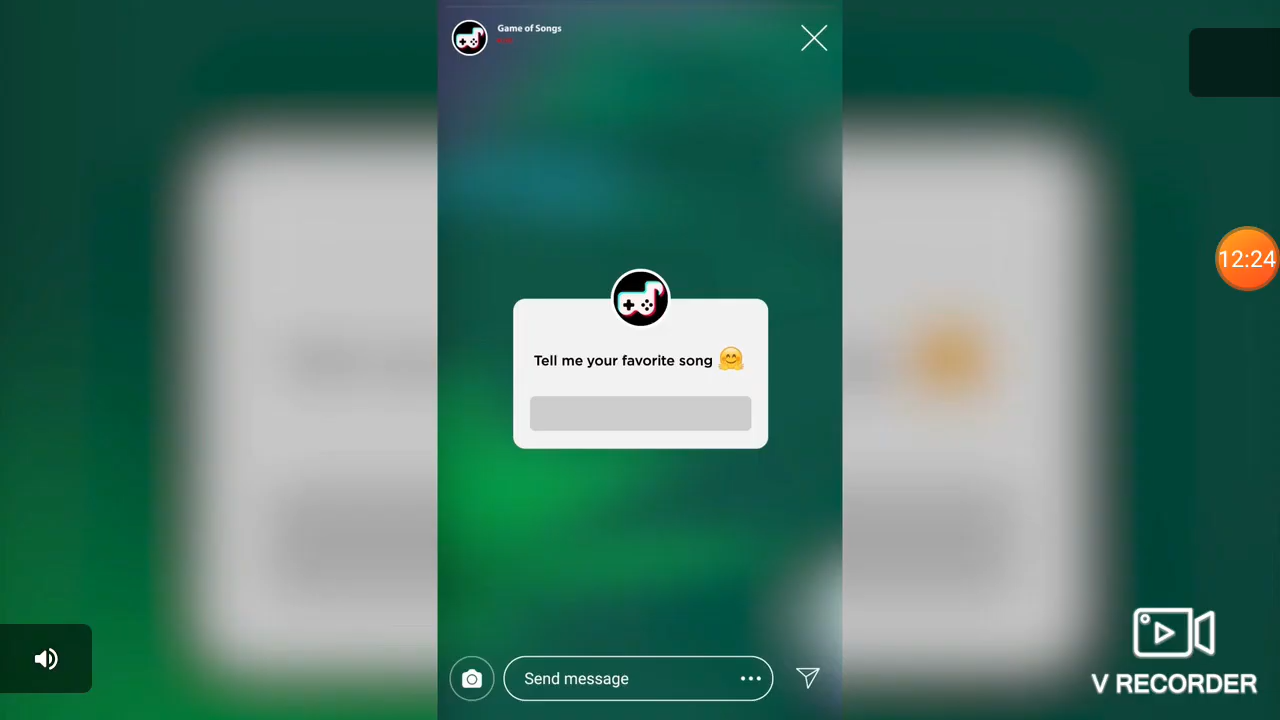 Game of Songs
12:24
Tell me your favorite song 🤗
Send message
V RECORDER